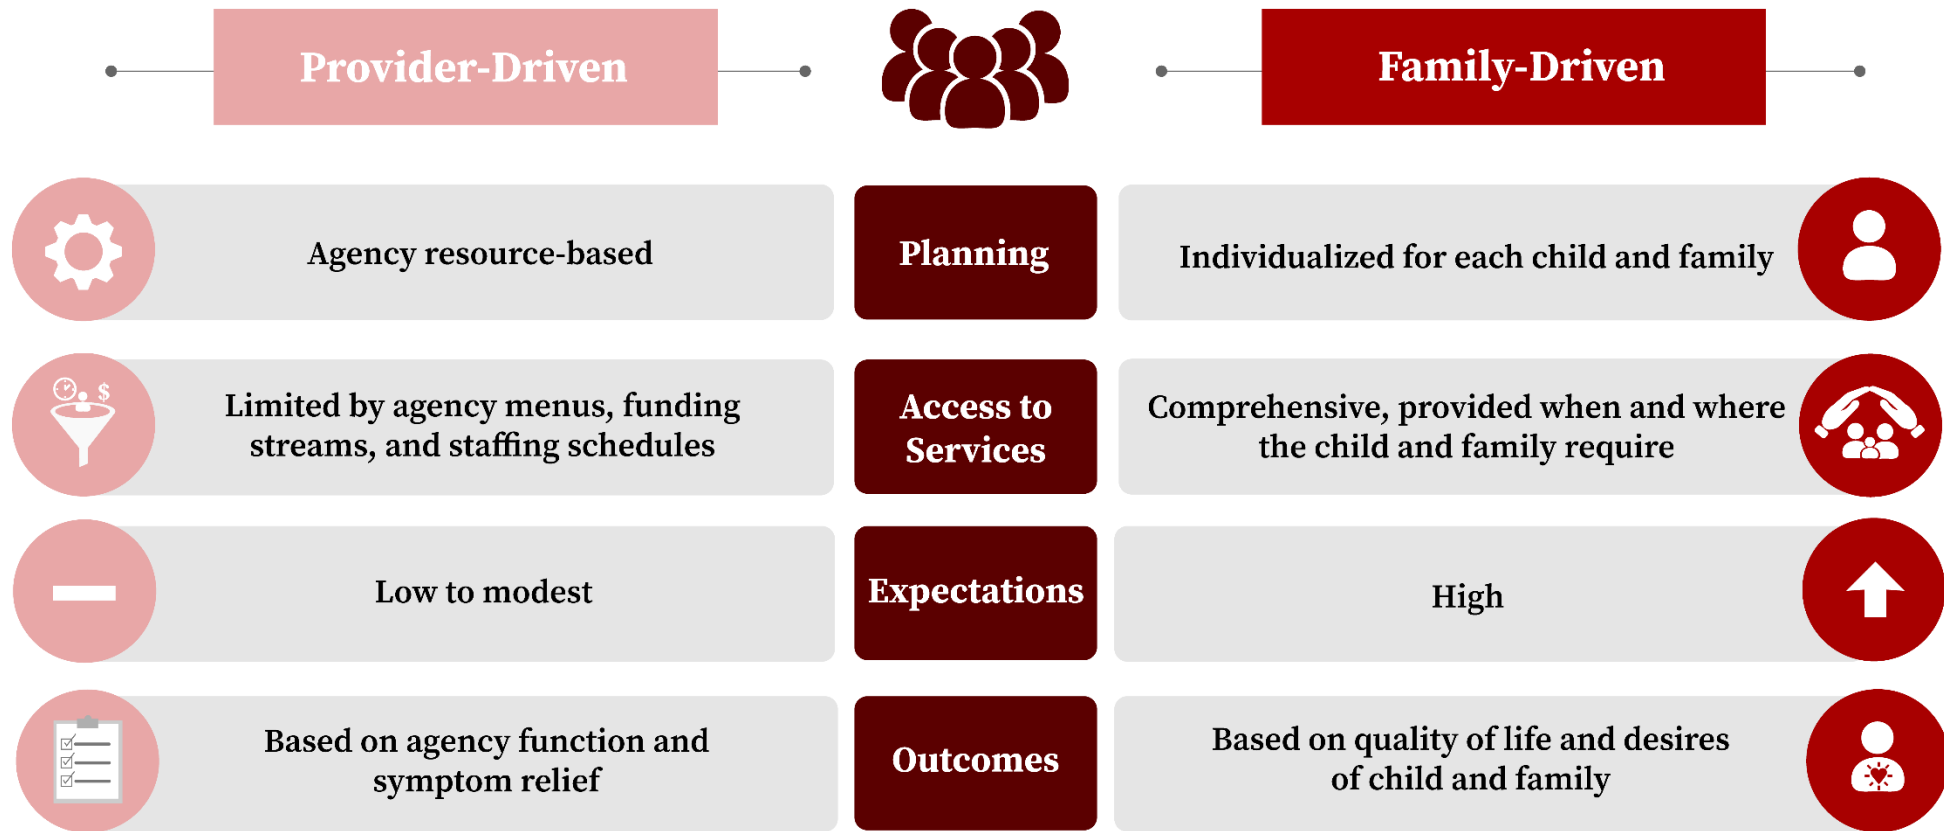 Provider-Driven
Family-Driven
Agency resource-based
Planning
Individualized for each child and family
$
Limited by agency menus, funding
streams, and staffing schedules
Access to
Services
Comprehensive, provided when and where
the child and family require
Low to modest
Expectations
High
Based on agency function and
symptom relief
Outcomes
Based on quality of life and desires
of child and family